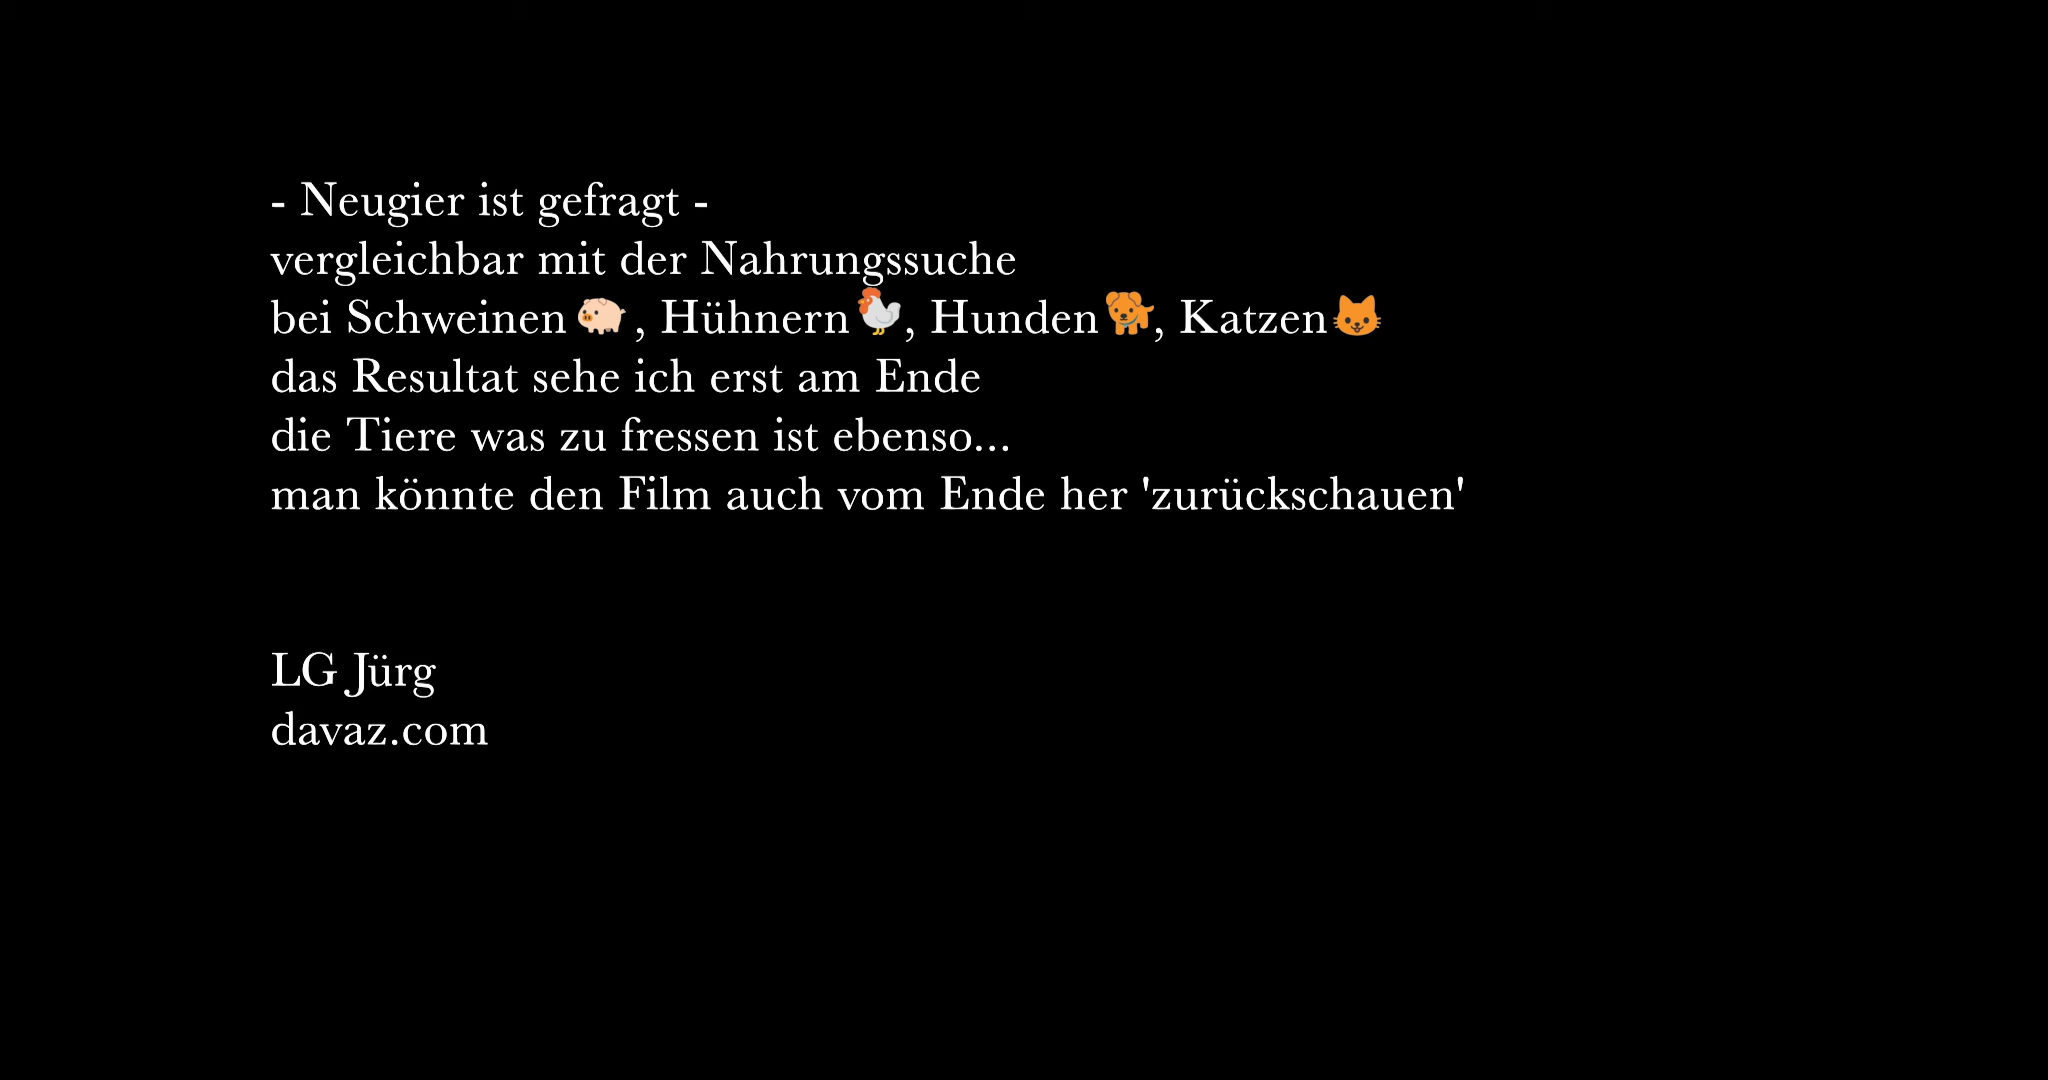 - Neugier ist gefragt -
vergleichbar mit der Nahrungssuche
bei Schweinen🐖 , Hühnern🐓, Hunden🐕, Katzen🐱
das Resultat sehe ich erst am Ende
die Tiere was zu fressen ist ebenso...
man könnte den Film auch vom Ende her 'zurückschauen'
LG Jürg
davaz.com